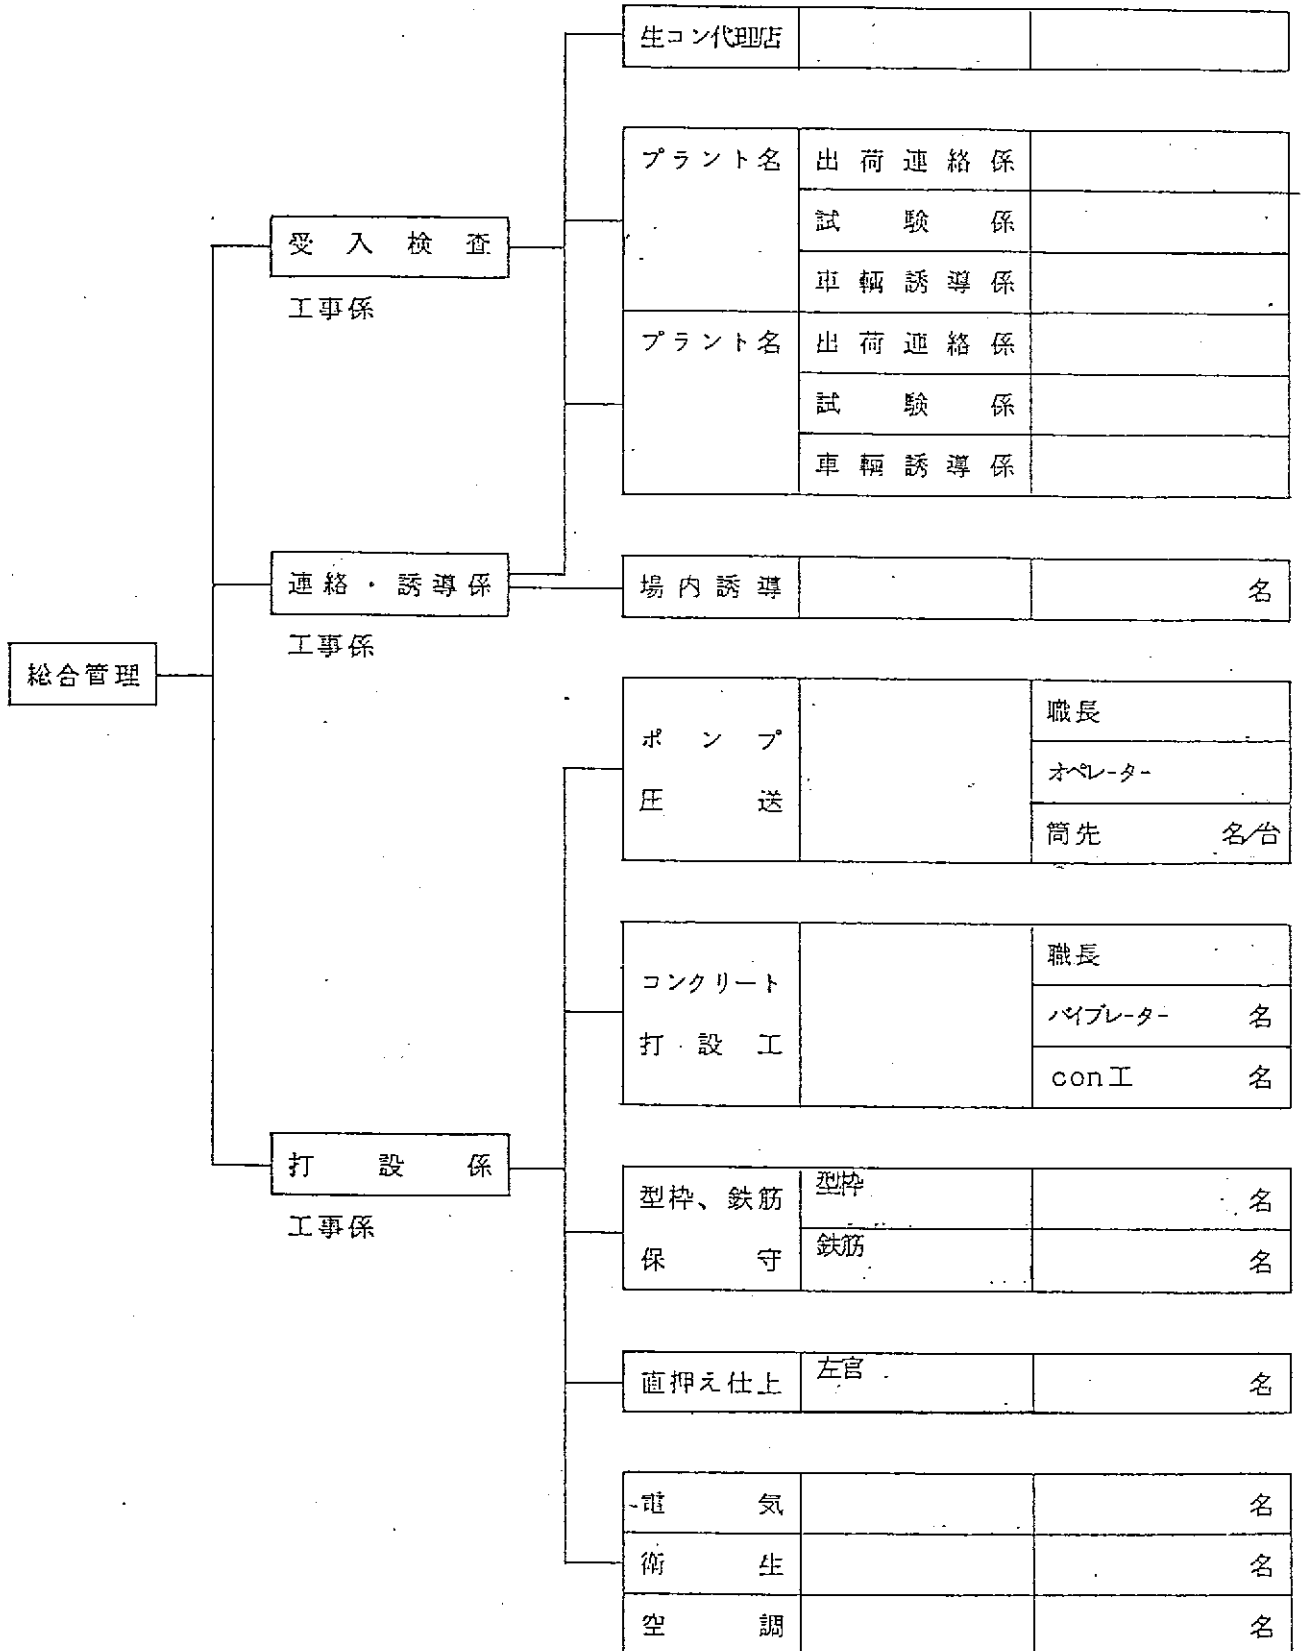 生コン代理店
プラント名 出荷連絡係
試験係
車輛誘導係
受入検査
工事係
プラント名 出荷連絡係
試験係
車輛誘導係
連絡・誘導係
工事係
場内誘導 名
総合管理
ポンプ
圧送
職長
オペレーター
筒先 名/台
コンクリート
打設工
職長
バイブレーター 名
con工 名
打設係
工事係
型枠、鉄筋
保守
型枠 名
鉄筋 名
直押え仕上 左官 名
電気 名
衛生 名
空調 名